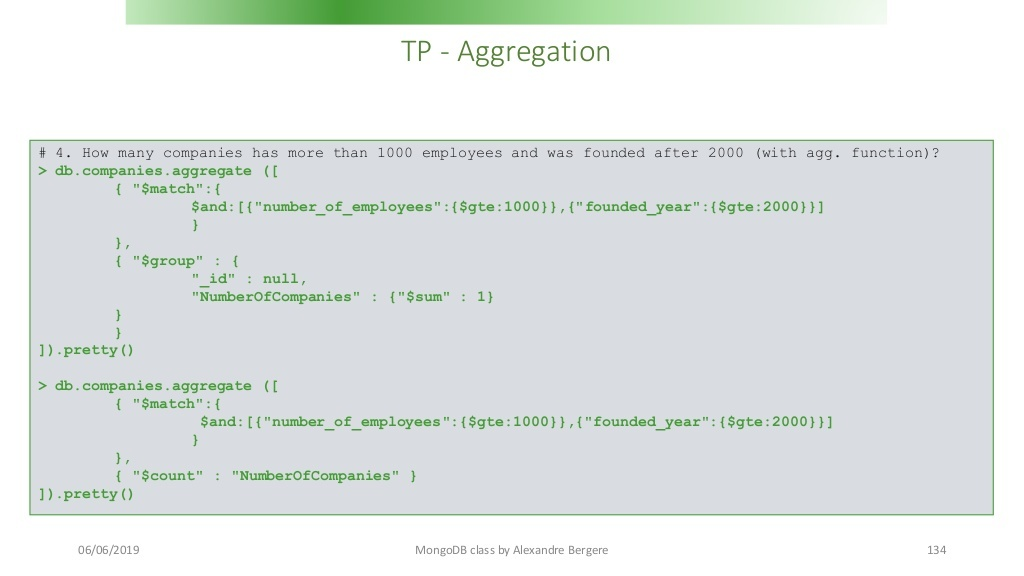 TP - Aggregation
# 4. How many companies has more than 1000 employees and was founded after 2000 (with agg. function)?
> db.companies.aggregate ([
{ "$match":{
$and:[{"number_of_employees":{$gte:1000}},{"founded_year":{$gte:2000}}]
}
},
{ "$group" : {
"_id" : null,
"NumberOfCompanies" : {"$sum" : 1}
}
}
]).pretty()
> db.companies.aggregate ([
{ "$match":{
$and:[{"number_of_employees":{$gte:1000}},{"founded_year":{$gte:2000}}]
}
},
{ "$count" : "NumberOfCompanies" }
]).pretty()
06/06/2019
MongoDB class by Alexandre Bergere
134